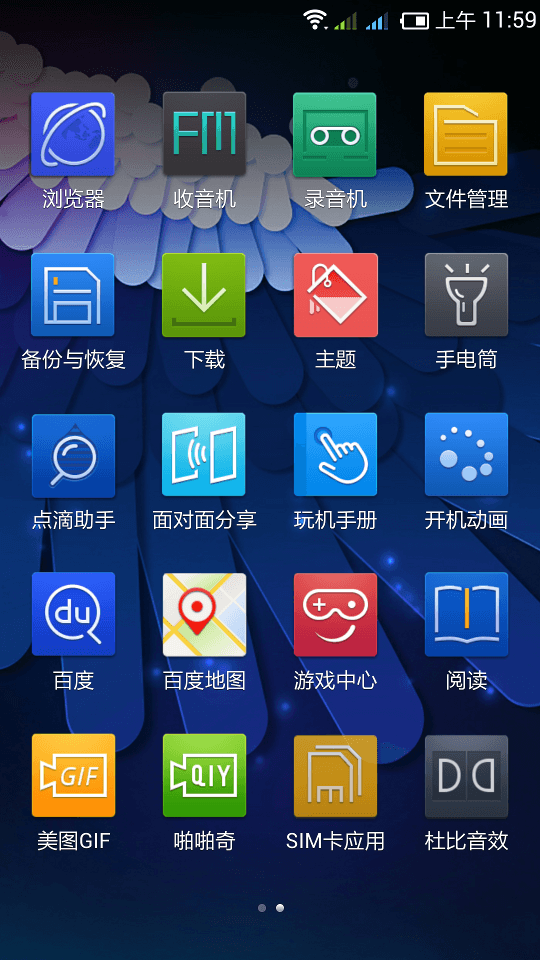 上午 11:59
FM
浏览器 收音机 录音机 文件管理
备份与恢复 下载 主题 手电筒
点滴助手 面对面分享 玩机手册 开机动画
du
百度 百度地图 游戏中心 阅读
GIF QIY
美图GIF 啪啪奇 SIM卡应用 杜比音效